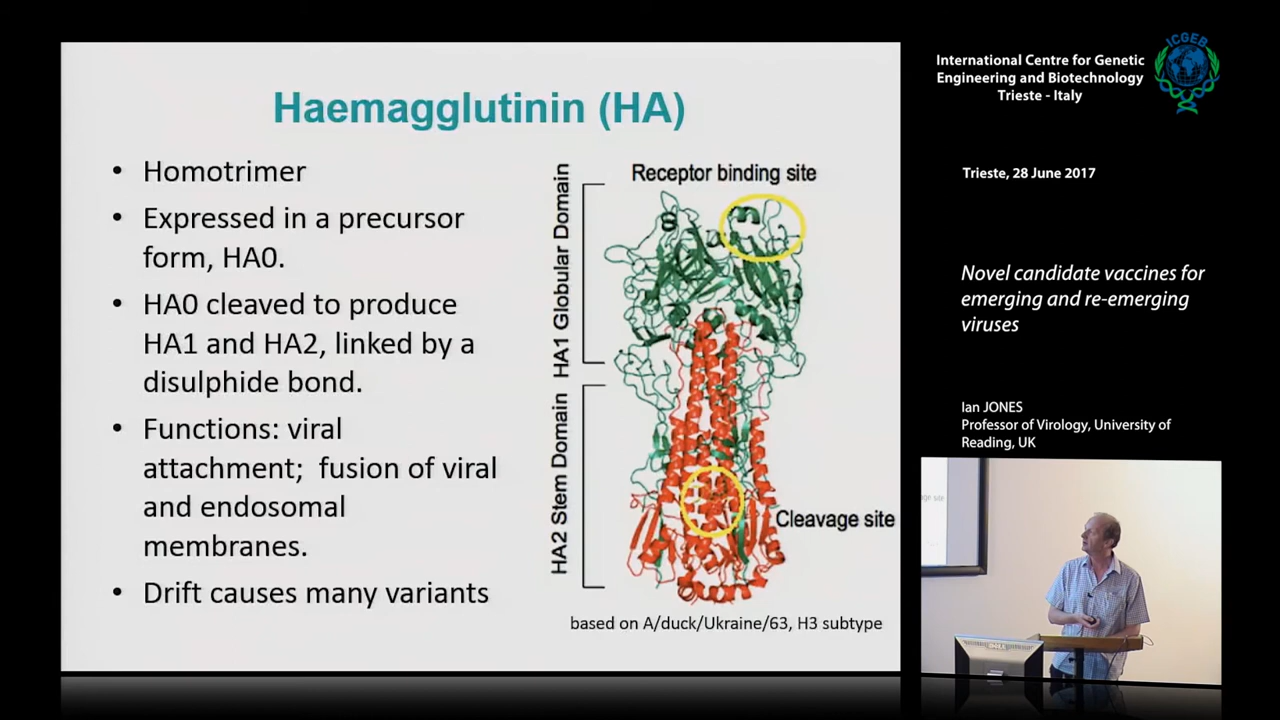 Haemagglutinin (HA)
• Homotrimer
• Expressed in a precursor
form, HA0.
• HA0 cleaved to produce
HA1 and HA2, linked by a
disulphide bond.
• Functions: viral
attachment; fusion of viral
and endosomal
membranes.
• Drift causes many variants
HA1 Globular Domain
HA2 Stem Domain
Receptor binding site
Cleavage site
based on A/duck/Ukraine/63, H3 subtype
International Centre for Genetic
Engineering and Biotechnology
Trieste - Italy
ICGEB
Trieste, 28 June 2017
Novel candidate vaccines for
emerging and re-emerging
viruses
Ian JONES
Professor of Virology, University of
Reading, UK
age site